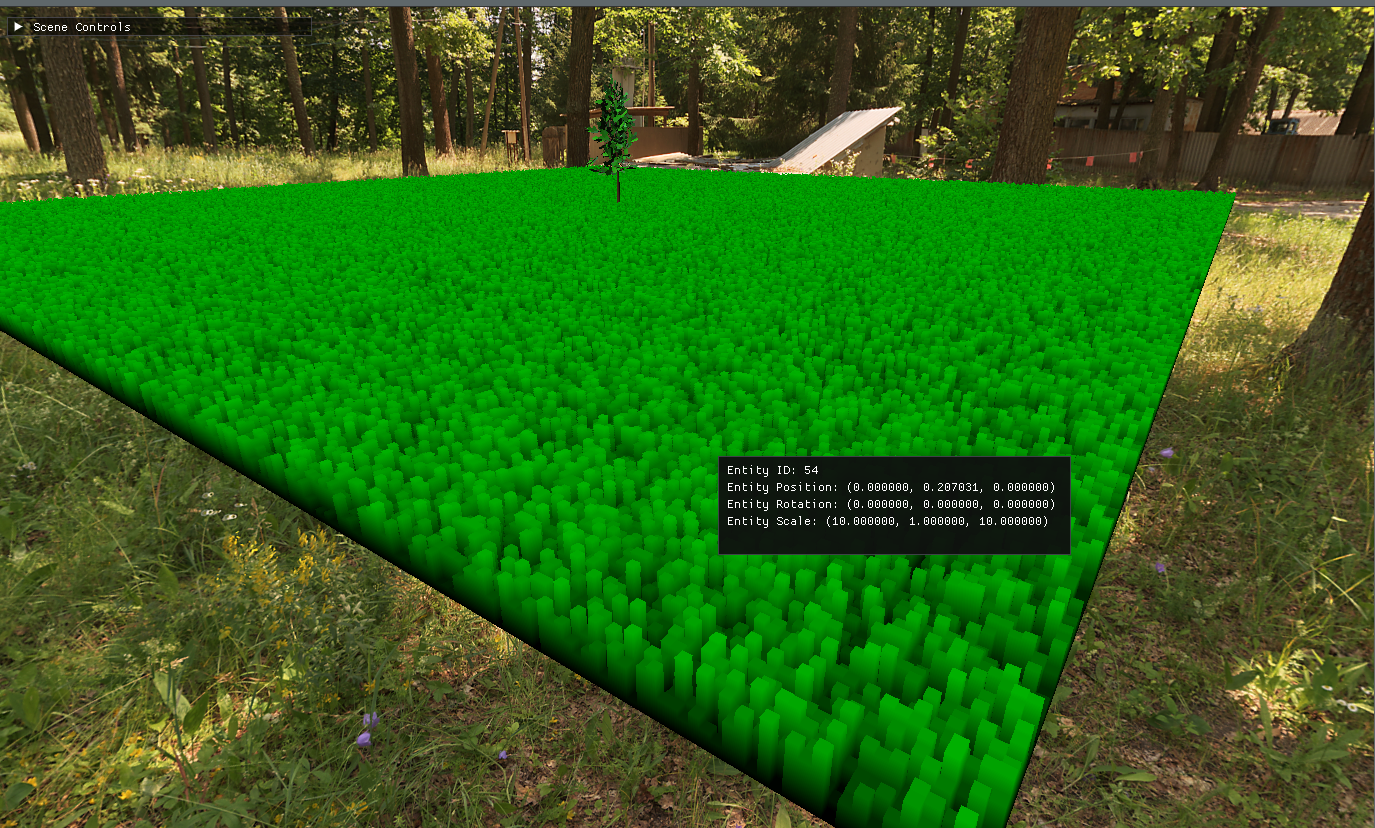 Scene Controls
Entity ID: 54
Entity Position: (0.000000, 0.207031, 0.000000)
Entity Rotation: (0.000000, 0.000000, 0.000000)
Entity Scale: (10.000000, 1.000000, 10.000000)